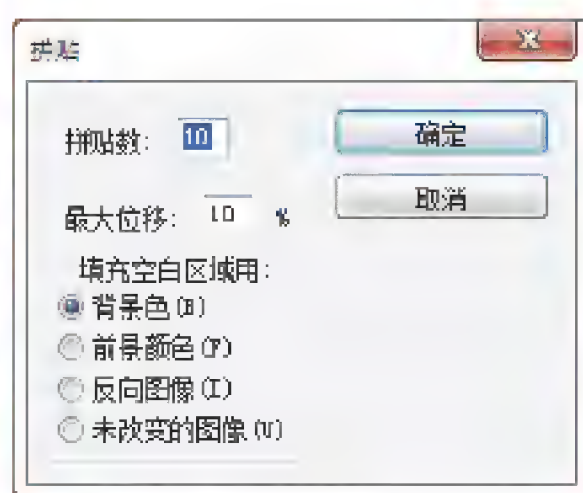 拼贴
拼贴数: 10
确定
最大位移: 10 %
取消
填充空白区域用:
背景色(B)
前景颜色(F)
反向图像(I)
未改变的图像(U)